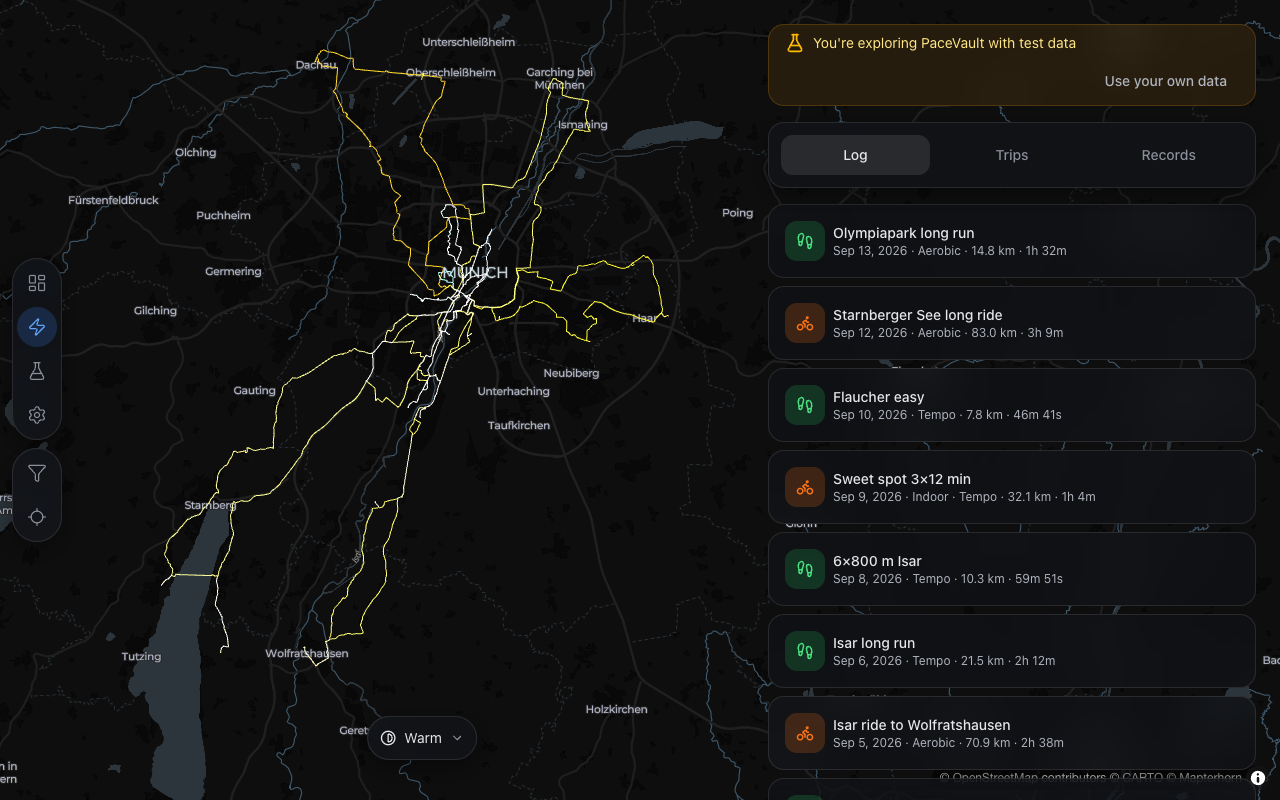 Unterschleißheim
Dachau
Oberschleißheim
Garching bei
München
Ismaning
Olching
Fürstenfeldbruck
Puchheim
Poing
Germering
MUNICH
Gilching
Haar
Neubiberg
Gauting
Unterhaching
Taufkirchen
Starnberg
Isar
Tutzing
Wolfratshausen
Holzkirchen
Geret
Warm
You're exploring PaceVault with test data
Use your own data
Log
Trips
Records
Olympiapark long run
Sep 13, 2026 · Aerobic · 14.8 km · 1h 32m
Starnberger See long ride
Sep 12, 2026 · Aerobic · 83.0 km · 3h 9m
Flaucher easy
Sep 10, 2026 · Tempo · 7.8 km · 46m 41s
Sweet spot 3×12 min
Sep 9, 2026 · Indoor · Tempo · 32.1 km · 1h 4m
6×800 m Isar
Sep 8, 2026 · Tempo · 10.3 km · 59m 51s
Isar long run
Sep 6, 2026 · Tempo · 21.5 km · 2h 12m
Isar ride to Wolfratshausen
Sep 5, 2026 · Aerobic · 70.9 km · 2h 38m
© OpenStreetMap contributors © CARTO © Mapterhorn